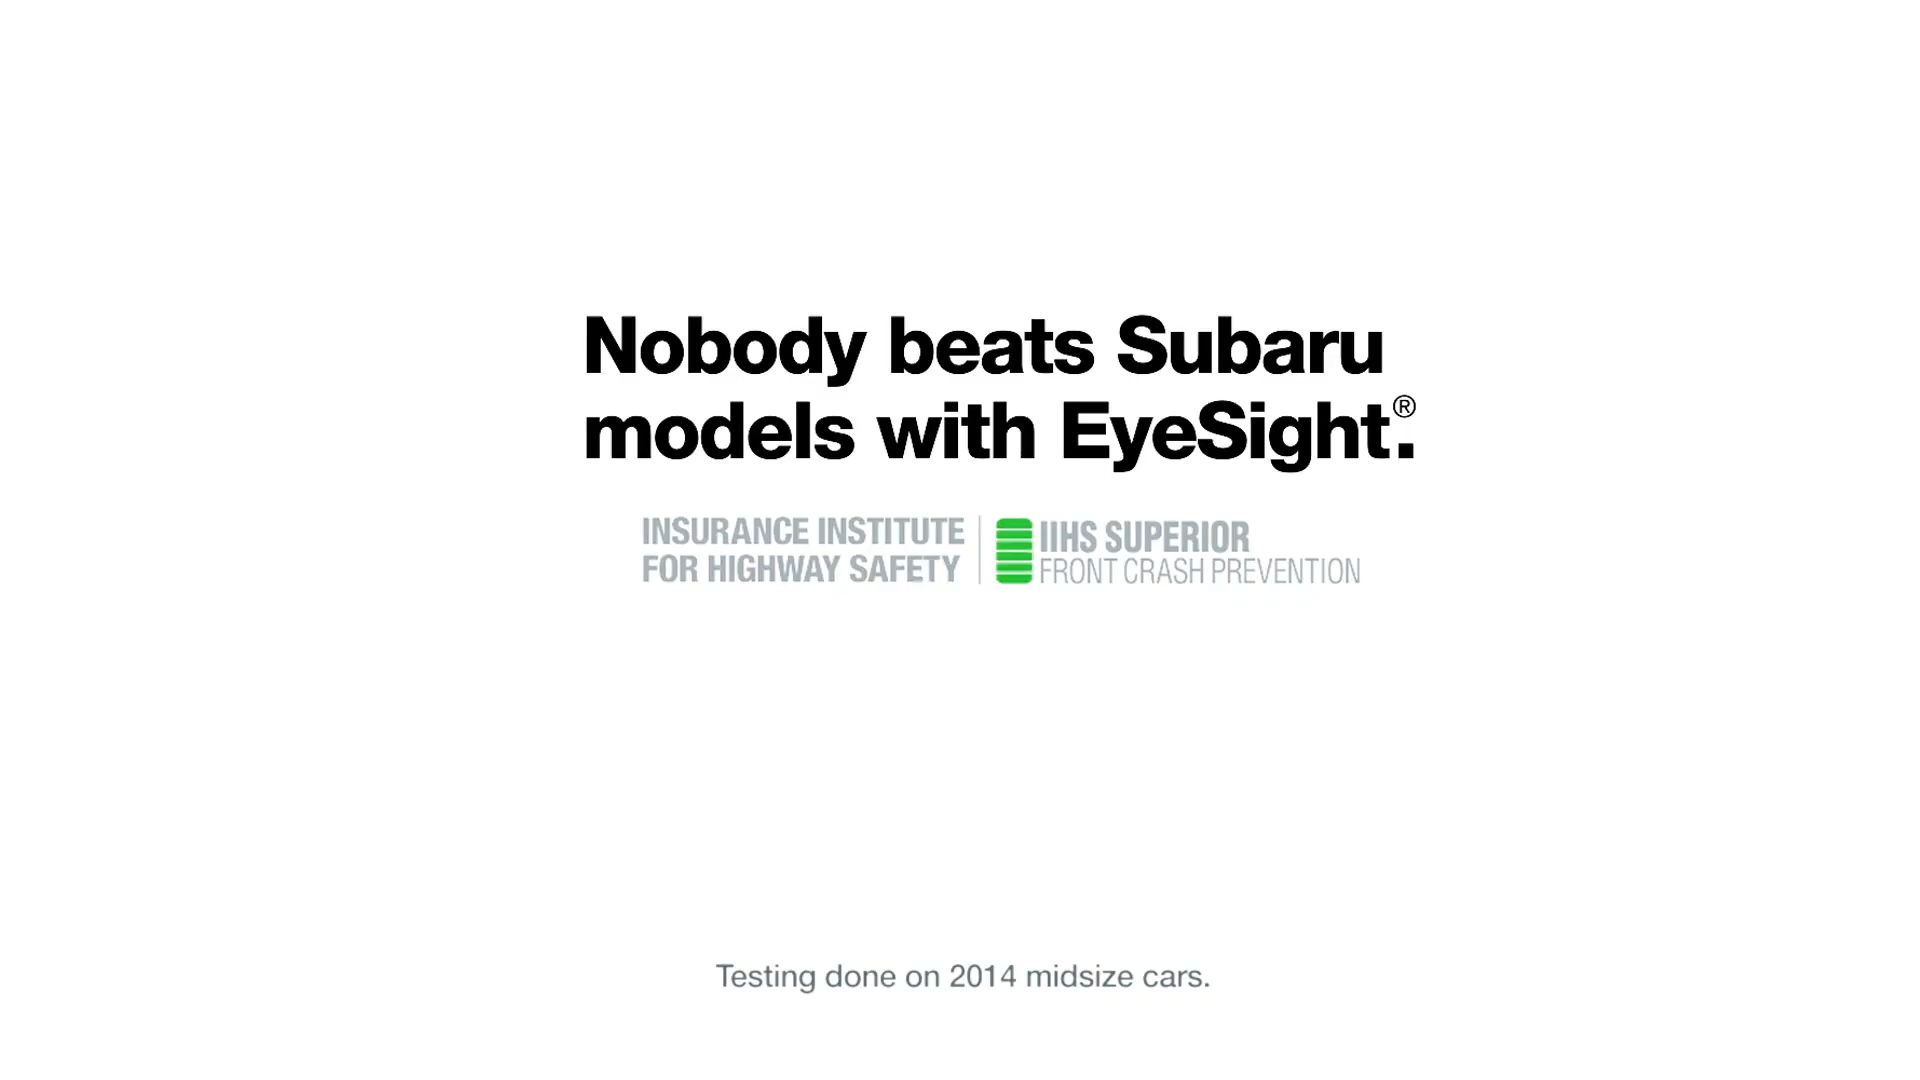 Nobody beats Subaru
models with EyeSight®.
INSURANCE INSTITUTE
FOR HIGHWAY SAFETY
IIHS SUPERIOR
FRONT CRASH PREVENTION
Testing done on 2014 midsize cars.